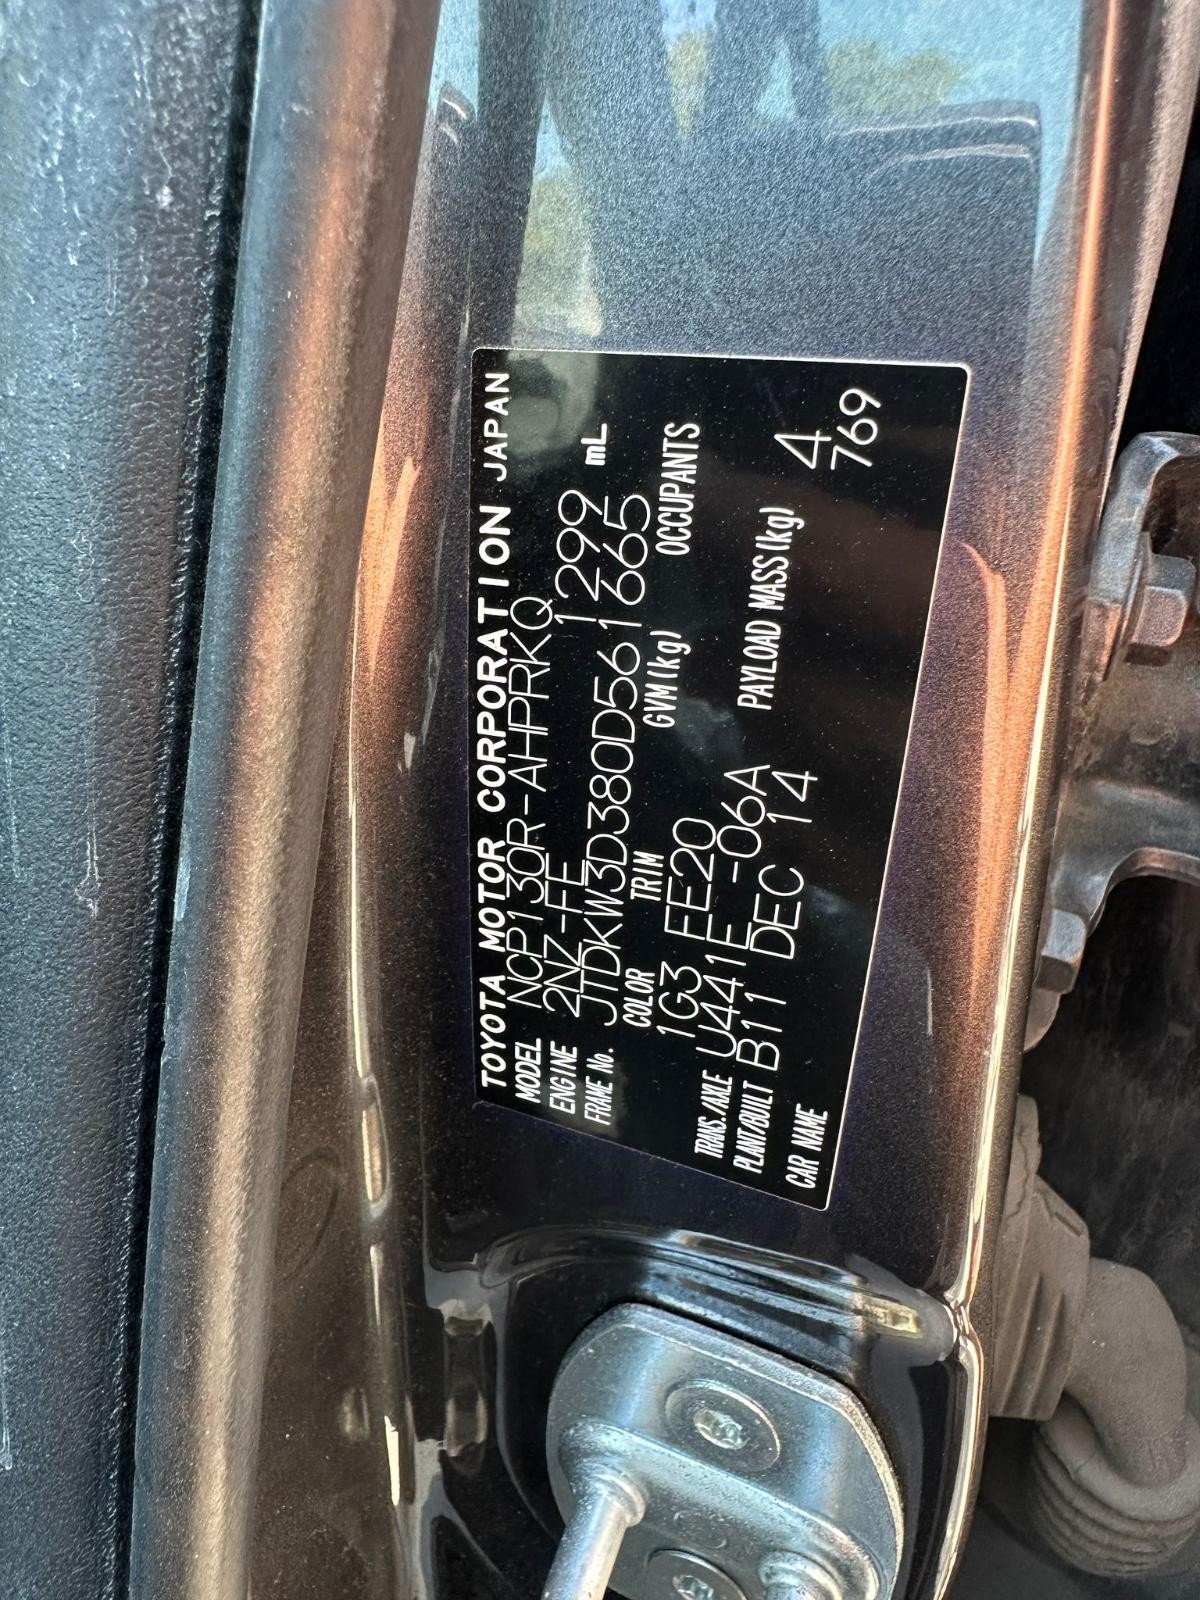 TOYOTA MOTOR CORPORATION JAPAN
MODEL NCP130R-AHPRKQ
ENGINE 2NZ-FE 1299 mL
FRAME No. JTDKW3D380D561665
COLOR TRIM GVM(kg) OCCUPANTS
1G3 FE20
TRANS./AXLE U441E-06A PAYLOAD MASS(kg) 4
PLANT/BUILT B11 DEC 14 769
CAR NAME